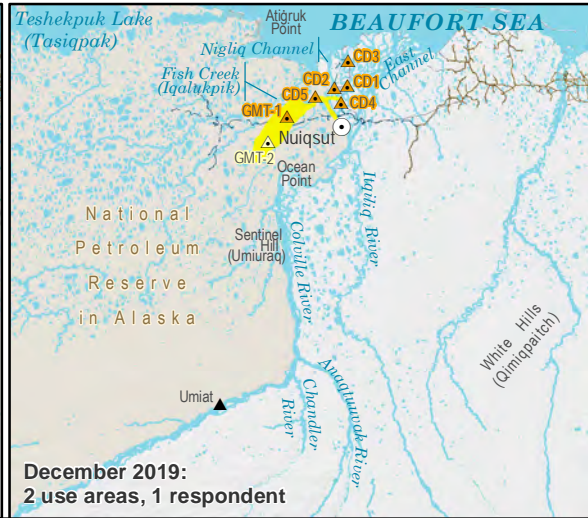 Teshekpuk Lake
(Tasiqpak)
Atigruk
Point
BEAUFORT SEA
Nigliq Channel
CD3
East
Channel
Fish Creek
(Iqalukpik)
CD2
CD1
CD5
CD4
GMT-1
Nuiqsut
GMT-2
Ocean
Point
National
Petroleum
Reserve
in Alaska
Sentinel
Hill
(Umiuraq)
Colville River
Itqiliq River
White Hills
(Qimiqpaitch)
Umiat
Chandler
River
Anaqtuuvak River
December 2019:
2 use areas, 1 respondent